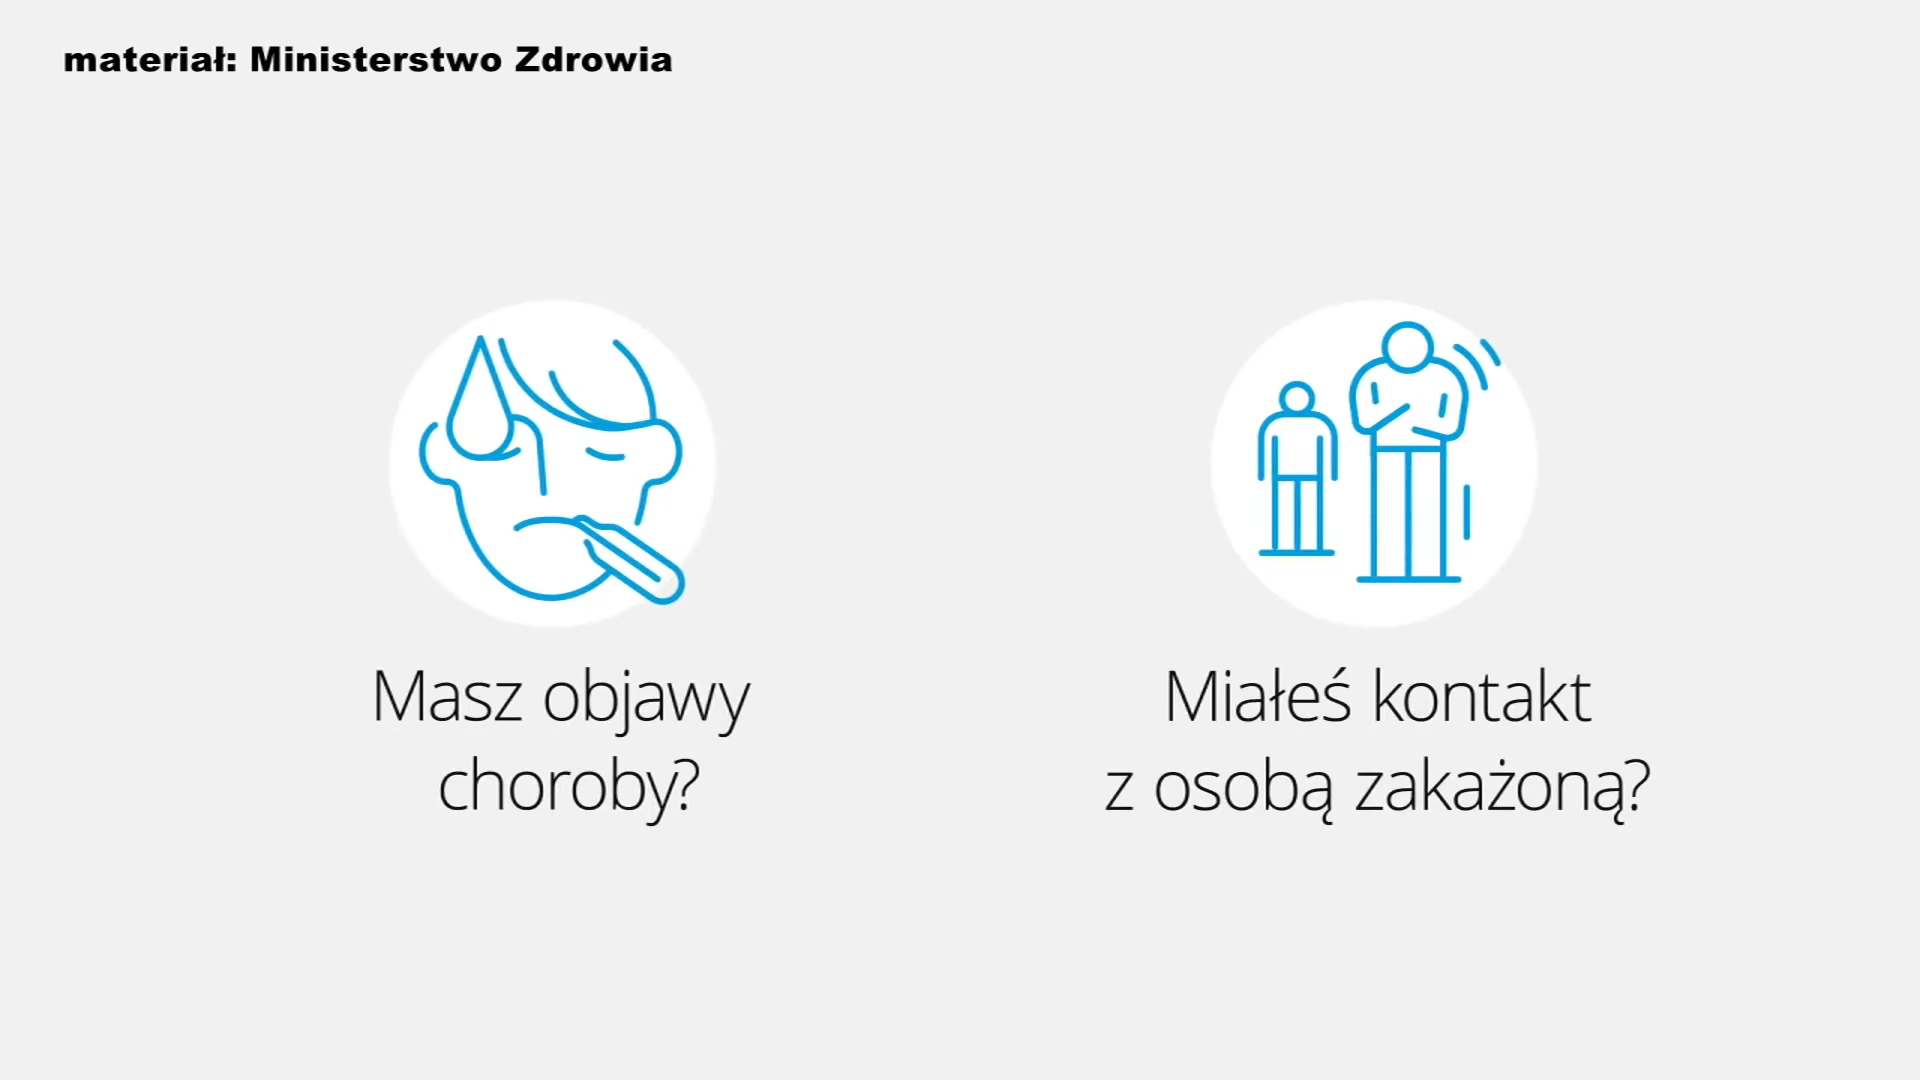 materiał: Ministerstwo Zdrowia
Masz objawy
choroby?
Miałeś kontakt
z osobą zakażoną?